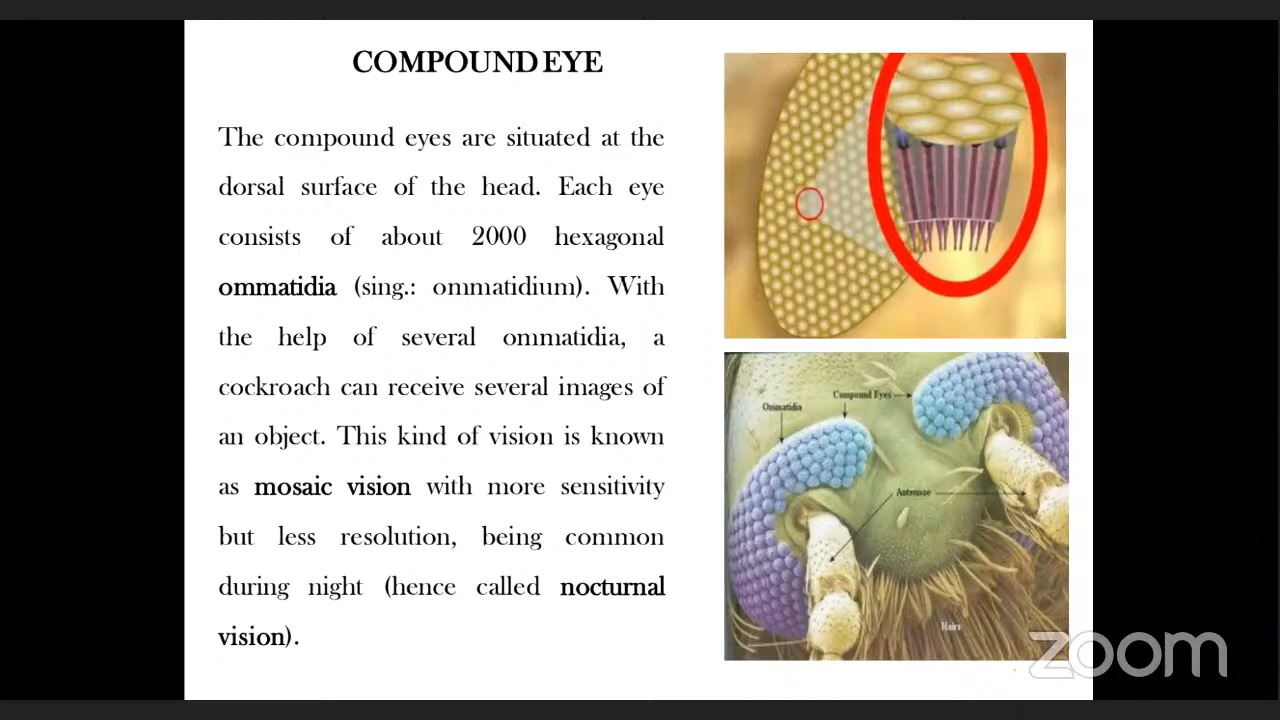 COMPOUND EYE
The compound eyes are situated at the
dorsal surface of the head. Each eye
consists of about 2000 hexagonal
ommatidia (sing.: ommatidium). With
the help of several ommatidia, a
cockroach can receive several images of
an object. This kind of vision is known
as mosaic vision with more sensitivity
but less resolution, being common
during night (hence called nocturnal
vision).
Compound Eyes
Ommatidia
Antennae
Hairs
zoom